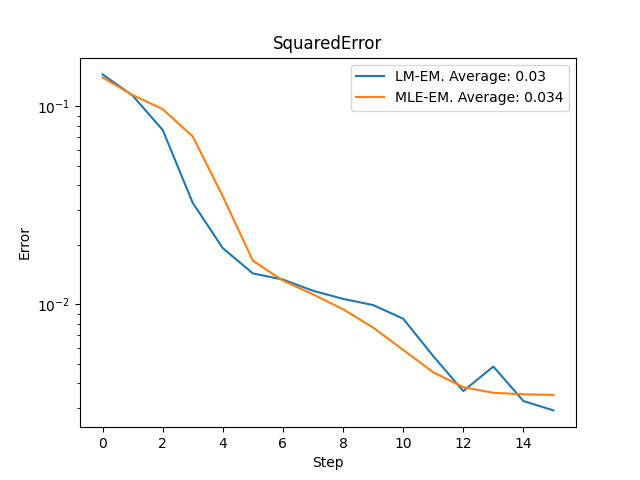 SquaredError
LM-EM. Average: 0.03
MLE-EM. Average: 0.034
10⁻¹
10⁻²
Error
0 2 4 6 8 10 12 14
Step